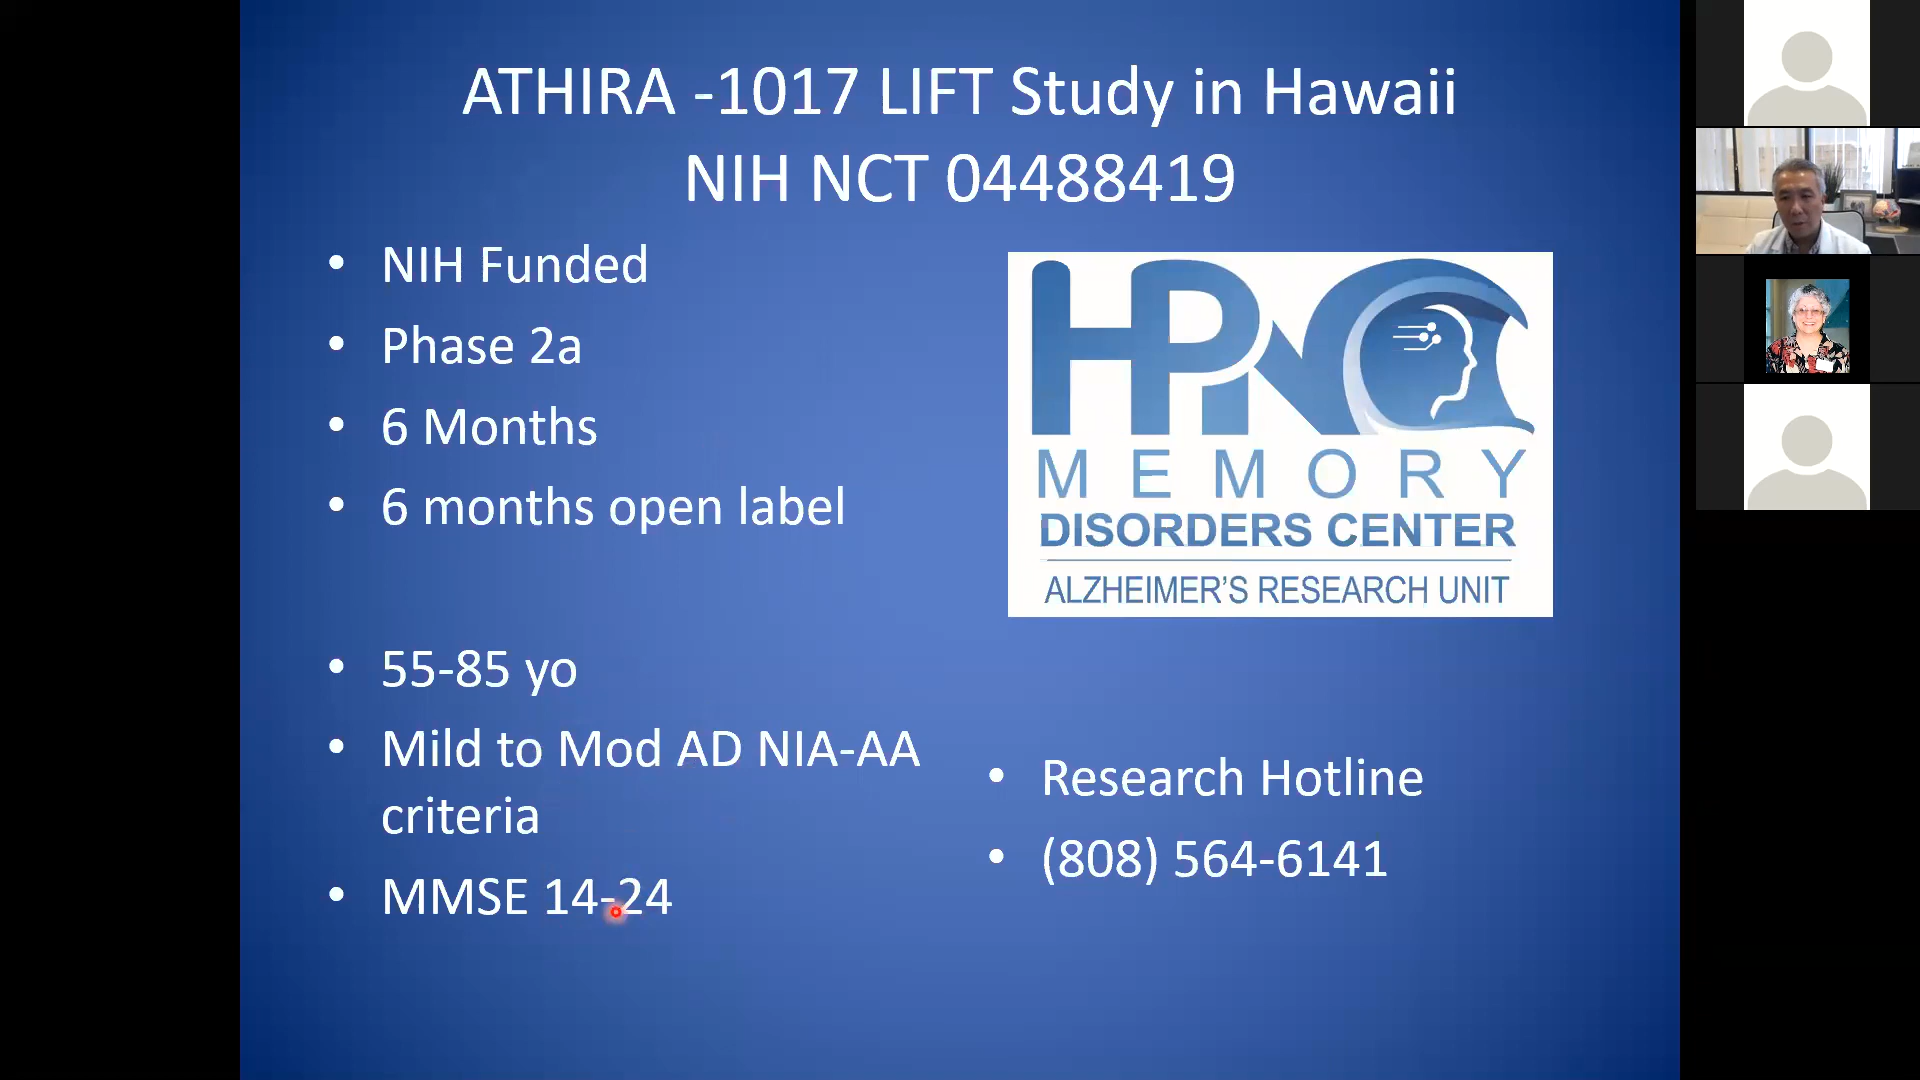 ATHIRA -1017 LIFT Study in Hawaii
NIH NCT 04488419
• NIH Funded
• Phase 2a
• 6 Months
• 6 months open label
• 55-85 yo
• Mild to Mod AD NIA-AA
criteria
• MMSE 14-24
HPNC
MEMORY
DISORDERS CENTER
ALZHEIMER'S RESEARCH UNIT
• Research Hotline
• (808) 564-6141